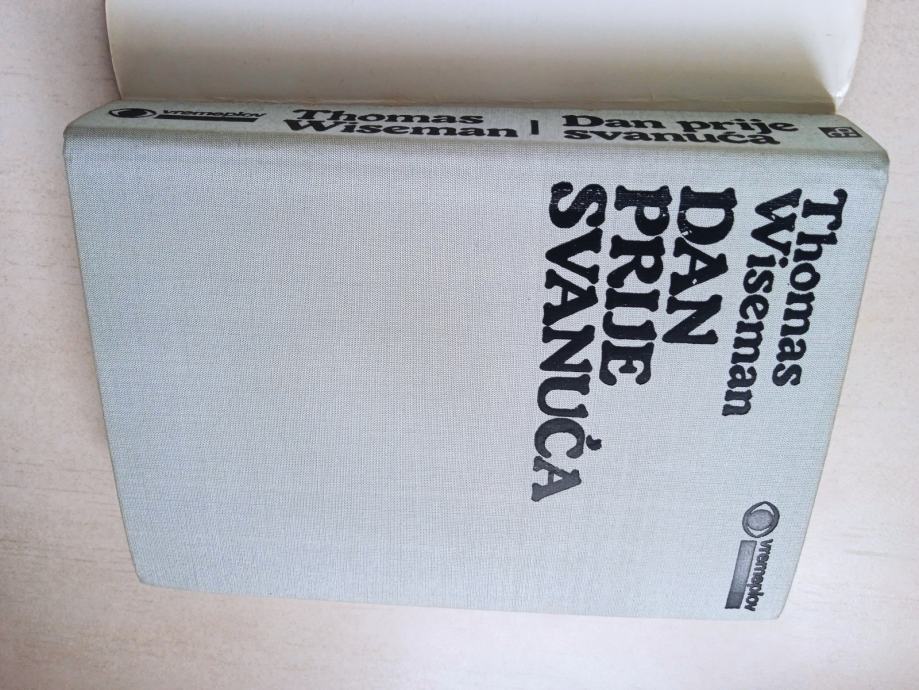 Thomas
Wiseman
DAN
PRIJE
SVANUĆA
vremeplov
vremeplov
Thomas
Wiseman
Dan prije
svanuća